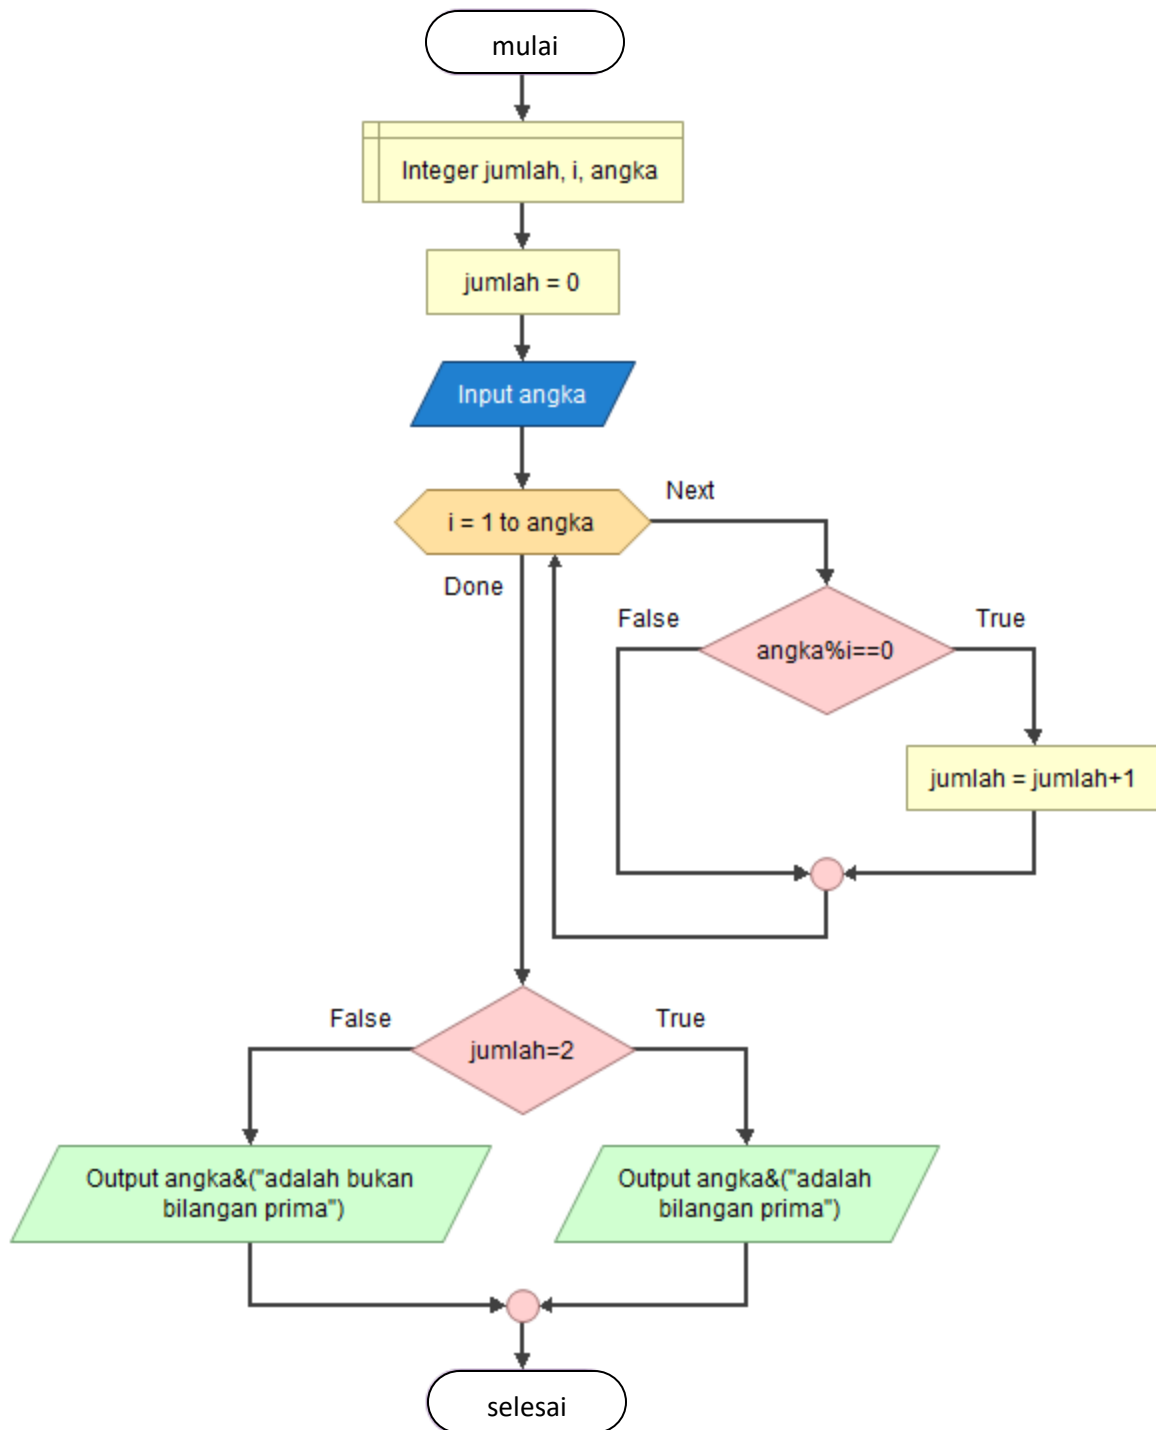 mulai
Integer jumlah, i, angka
jumlah = 0
Input angka
i = 1 to angka
Next
Done
False
True
angka%i==0
jumlah = jumlah+1
False
True
jumlah=2
Output angka&("adalah bukan
bilangan prima")
Output angka&("adalah
bilangan prima")
selesai